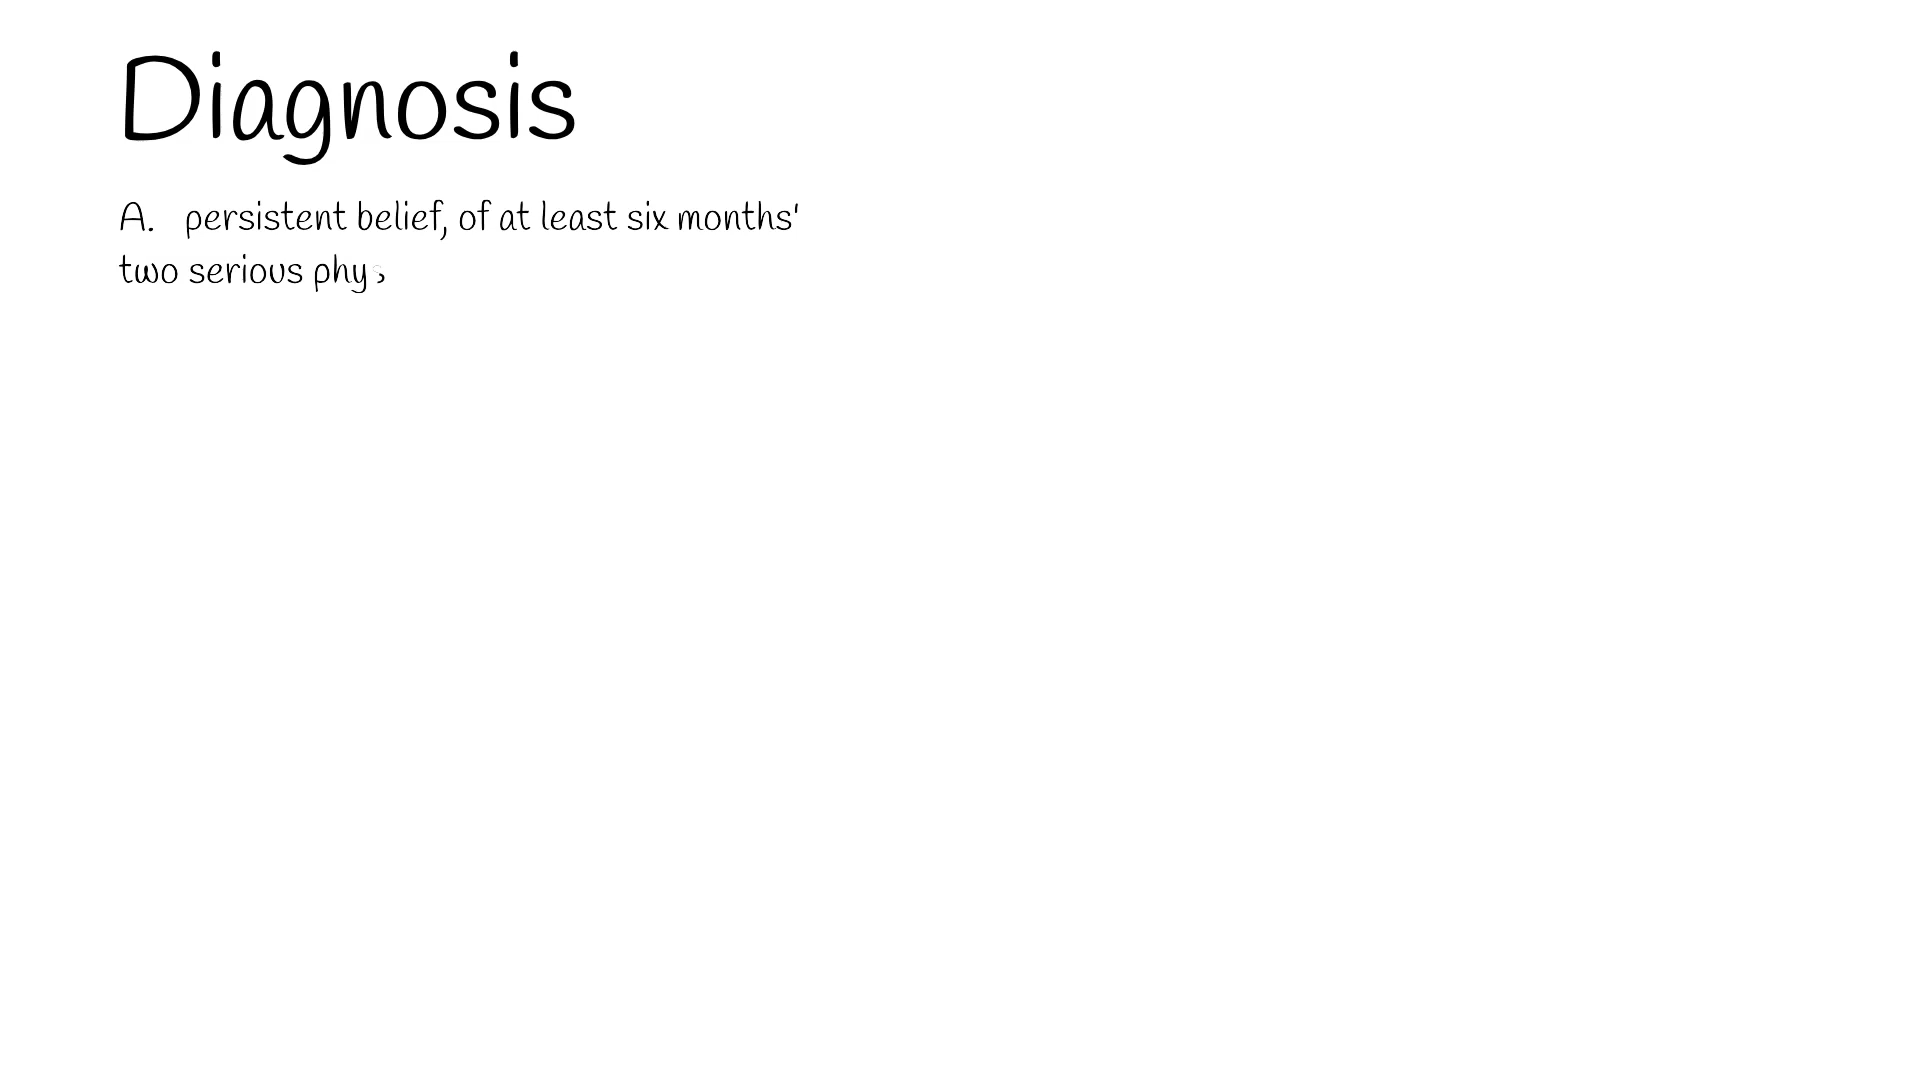 Diagnosis
A. persistent belief, of at least six months'
two serious phy